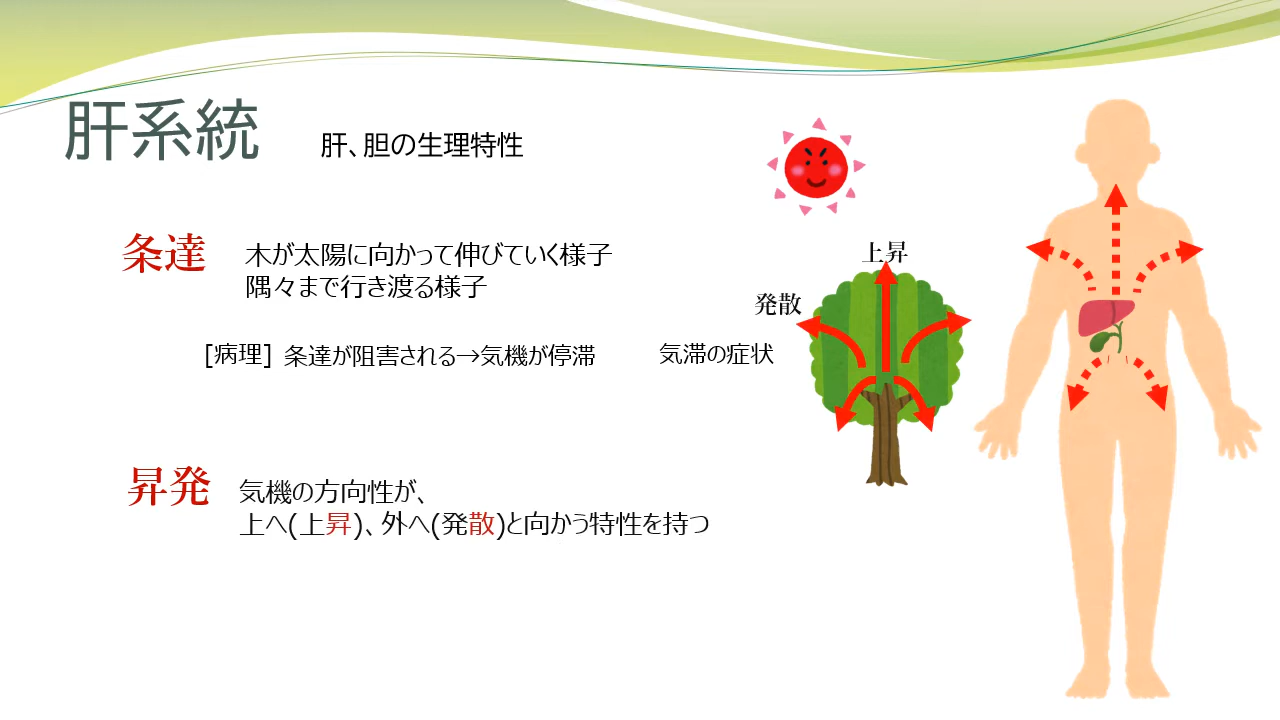 肝系統
肝、胆の生理特性
条達
木が太陽に向かって伸びていく様子
隅々まで行き渡る様子
[病理] 条達が阻害される→気機が停滞
気滞の症状
上昇
発散
昇発
気機の方向性が、
上へ(上昇)、外へ(発散)と向かう特性を持つ